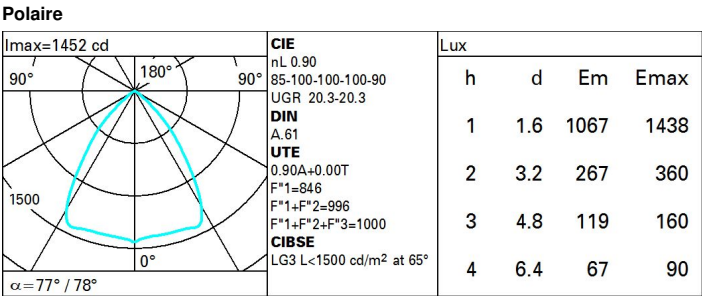 Polaire
Imax=1452 cd
90°
180°
90°
1500
0°
α=77° / 78°
CIE
nL 0.90
85-100-100-100-90
UGR 20.3-20.3
DIN
A.61
UTE
0.90A+0.00T
F"1=846
F"1+F"2=996
F"1+F"2+F"3=1000
CIBSE
LG3 L<1500 cd/m² at 65°
Lux
h d Em Emax
1 1.6 1067 1438
2 3.2 267 360
3 4.8 119 160
4 6.4 67 90